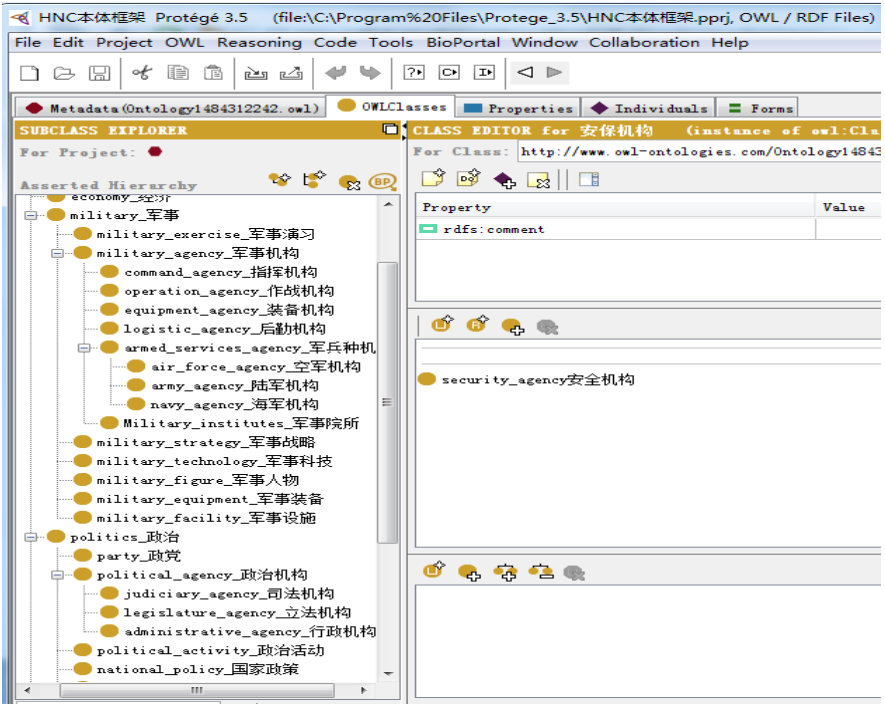 HNC本体框架 Protégé 3.5 (file:\C:\Program%20Files\Protege_3.5\HNC本体框架.pprj, OWL / RDF Files)
File Edit Project OWL Reasoning Code Tools BioPortal Window Collaboration Help
Metadata(Ontology1484312242.owl) OWLClasses Properties Individuals Forms
SUBCLASS EXPLORER
For Project:
Asserted Hierarchy
BP
economy_经济
military_军事
military_exercise_军事演习
military_agency_军事机构
command_agency_指挥机构
operation_agency_作战机构
equipment_agency_装备机构
logistic_agency_后勤机构
armed_services_agency_军兵种机
air_force_agency_空军机构
army_agency_陆军机构
navy_agency_海军机构
Military_institutes_军事院所
military_strategy_军事战略
military_technology_军事科技
military_figure_军事人物
military_equipment_军事装备
military_facility_军事设施
politics_政治
party_政党
political_agency_政治机构
judiciary_agency_司法机构
legislature_agency_立法机构
administrative_agency_行政机构
political_activity_政治活动
national_policy_国家政策
CLASS EDITOR for 安保机构 (instance of owl:Cla
For Class: http://www.owl-ontologies.com/Ontology14843
Property Value
rdfs:comment
security_agency安全机构